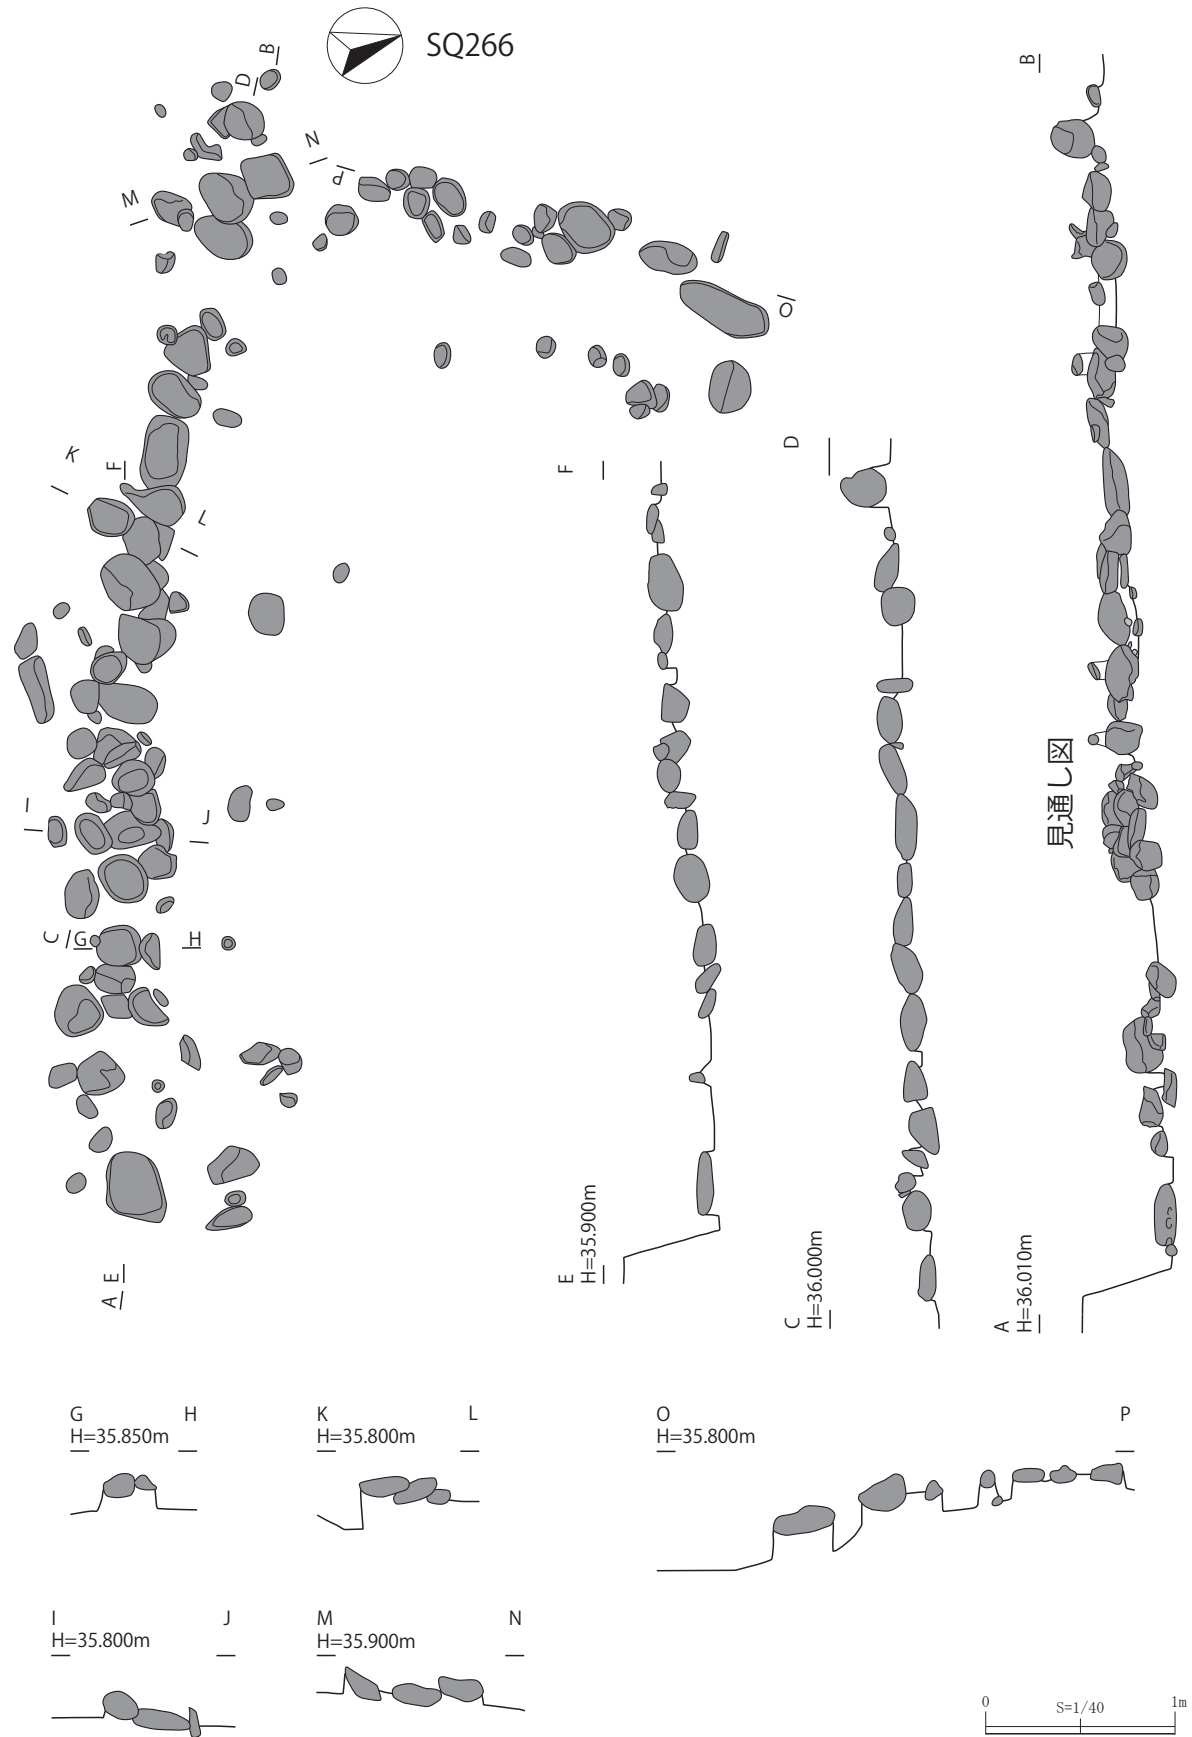 SQ266
B
D
N
P
M
O
K
F
L
I
J
C
G
H
E
A
F
E
H=35.900m
D
C
H=36.000m
B
見通し図
A
H=36.010m
G
H
H=35.850m
K
L
H=35.800m
O
P
H=35.800m
I
J
H=35.800m
M
N
H=35.900m
0
S=1/40
1m